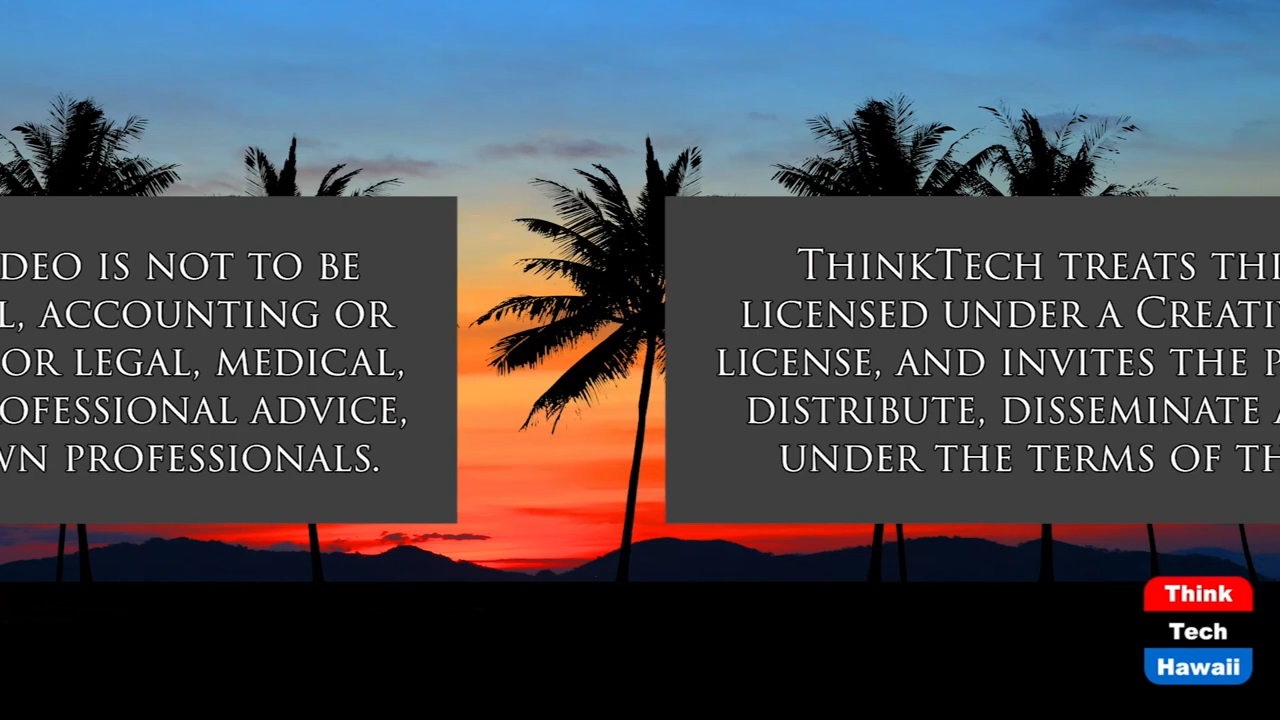 DEO IS NOT TO BE
L, ACCOUNTING OR
OR LEGAL, MEDICAL,
OFESSIONAL ADVICE,
WN PROFESSIONALS.
THINKTECH TREATS THI
LICENSED UNDER A CREATI
LICENSE, AND INVITES THE P
DISTRIBUTE, DISSEMINATE A
UNDER THE TERMS OF TH
Think
Tech
Hawaii